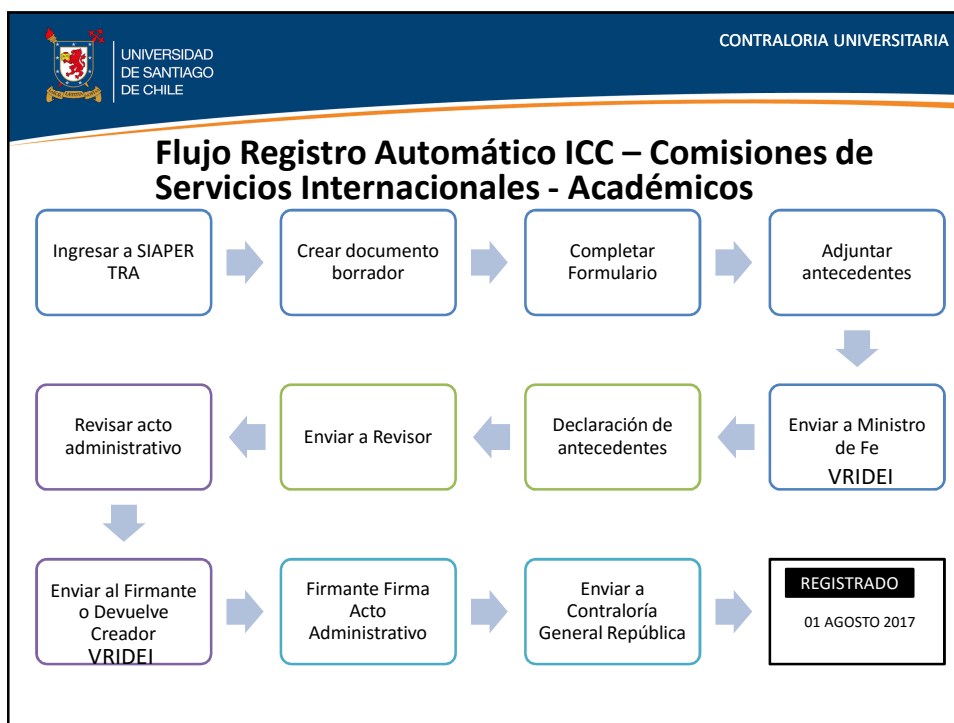 UNIVERSIDAD
DE SANTIAGO
DE CHILE
CONTRALORIA UNIVERSITARIA
Flujo Registro Automático ICC – Comisiones de
Servicios Internacionales - Académicos
Ingresar a SIAPER
TRA
Crear documento
borrador
Completar
Formulario
Adjuntar
antecedentes
Enviar a Ministro
de Fe
VRIDEI
Declaración de
antecedentes
Enviar a Revisor
Revisar acto
administrativo
Enviar al Firmante
o Devuelve
Creador
VRIDEI
Firmante Firma
Acto
Administrativo
Enviar a
Contraloría
General República
REGISTRADO
01 AGOSTO 2017